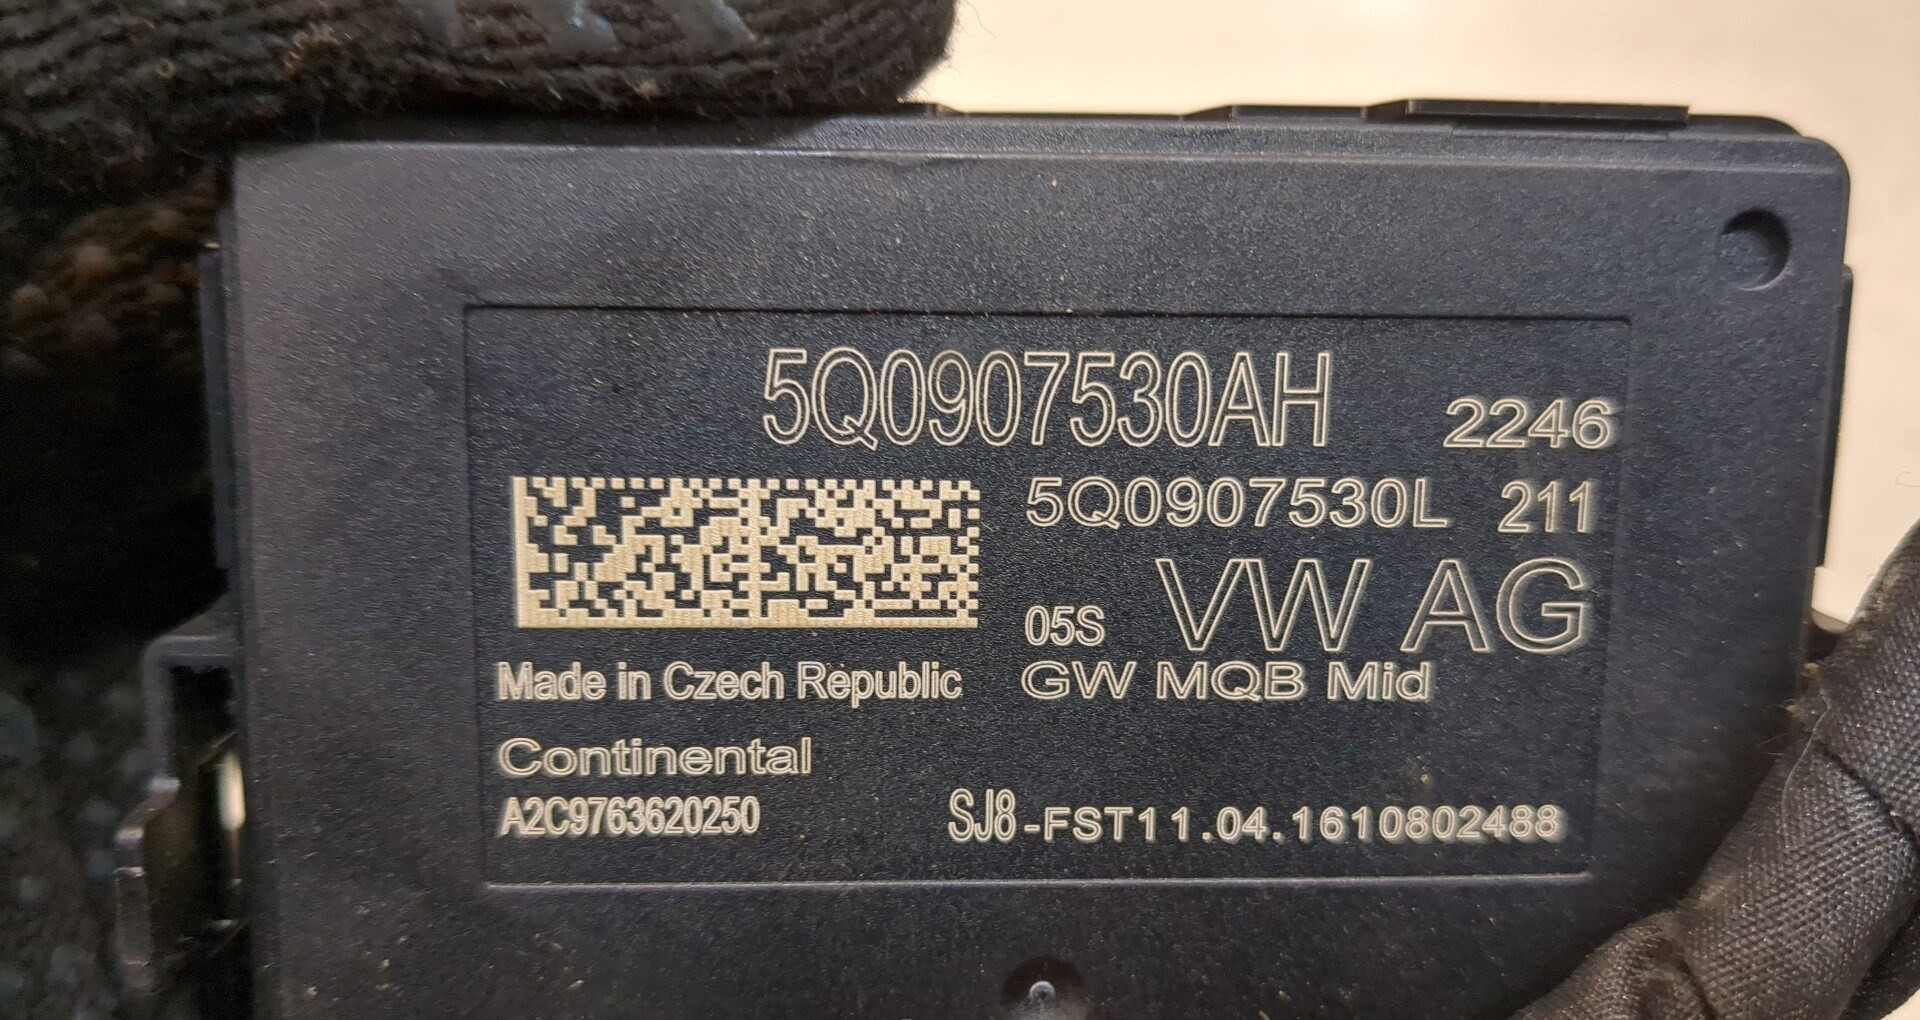 5Q0907530AH 2246
5Q0907530L 211
05S VW AG
Made in Czech Republic GW MQB Mid
Continental
A2C9763620250 SJ8-FST11.04.1610802488